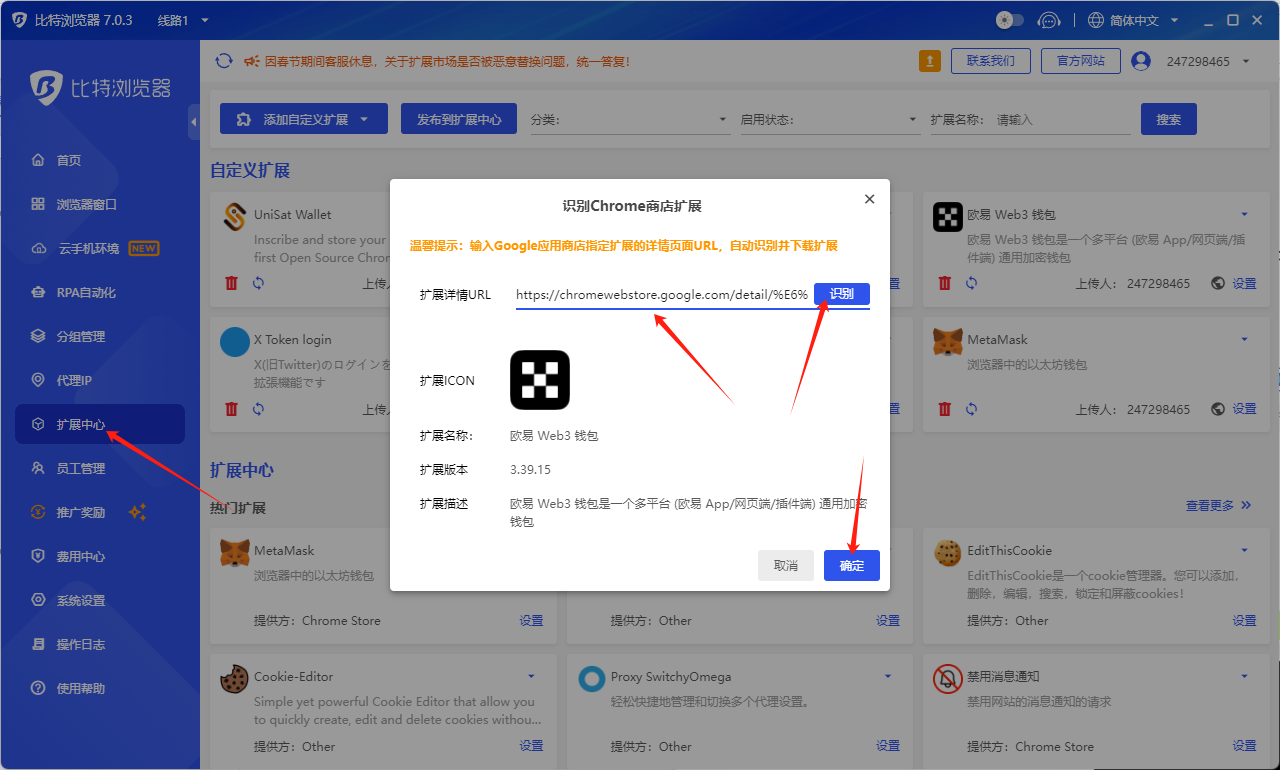 比特浏览器 7.0.3
线路1
简体中文
比特浏览器
因春节期间客服休息，关于扩展市场是否被恶意替换问题，统一答复!
联系我们
官方网站
247298465
首页
浏览器窗口
云手机环境 NEW
RPA自动化
分组管理
代理IP
扩展中心
员工管理
推广奖励
费用中心
系统设置
操作日志
使用帮助
添加自定义扩展
发布到扩展中心
分类:
启用状态:
扩展名称: 请输入
搜索
自定义扩展
UniSat Wallet
Inscribe and store your
first Open Source Chrom
上传人
置
欧易 Web3 钱包
欧易 Web3 钱包是一个多平台 (欧易 App/网页端/插
件端) 通用加密钱包
上传人: 247298465
设置
X Token login
X(旧Twitter)のログインを
拡張機能です
上传人
置
MetaMask
浏览器中的以太坊钱包
上传人: 247298465
设置
识别Chrome商店扩展
温馨提示: 输入Google应用商店指定扩展的详情页面URL，自动识别并下载扩展
扩展详情URL
https://chromewebstore.google.com/detail/%E6%
识别
扩展ICON
扩展名称:
欧易 Web3 钱包
扩展版本
3.39.15
扩展描述
欧易 Web3 钱包是一个多平台 (欧易 App/网页端/插件端) 通用加密
钱包
取消
确定
扩展中心
热门扩展
查看更多
MetaMask
浏览器中的以太坊钱包
提供方: Chrome Store
设置
提供方: Other
设置
EditThisCookie
EditThisCookie是一个cookie管理器。您可以添加，
删除，编辑，搜索，锁定和屏蔽cookies！
提供方: Other
设置
Cookie-Editor
Simple yet powerful Cookie Editor that allow you
to quickly create, edit and delete cookies withou...
提供方: Other
设置
Proxy SwitchyOmega
轻松快捷地管理和切换多个代理设置。
提供方: Other
设置
禁用消息通知
禁用网站的消息通知的请求
提供方: Chrome Store
设置